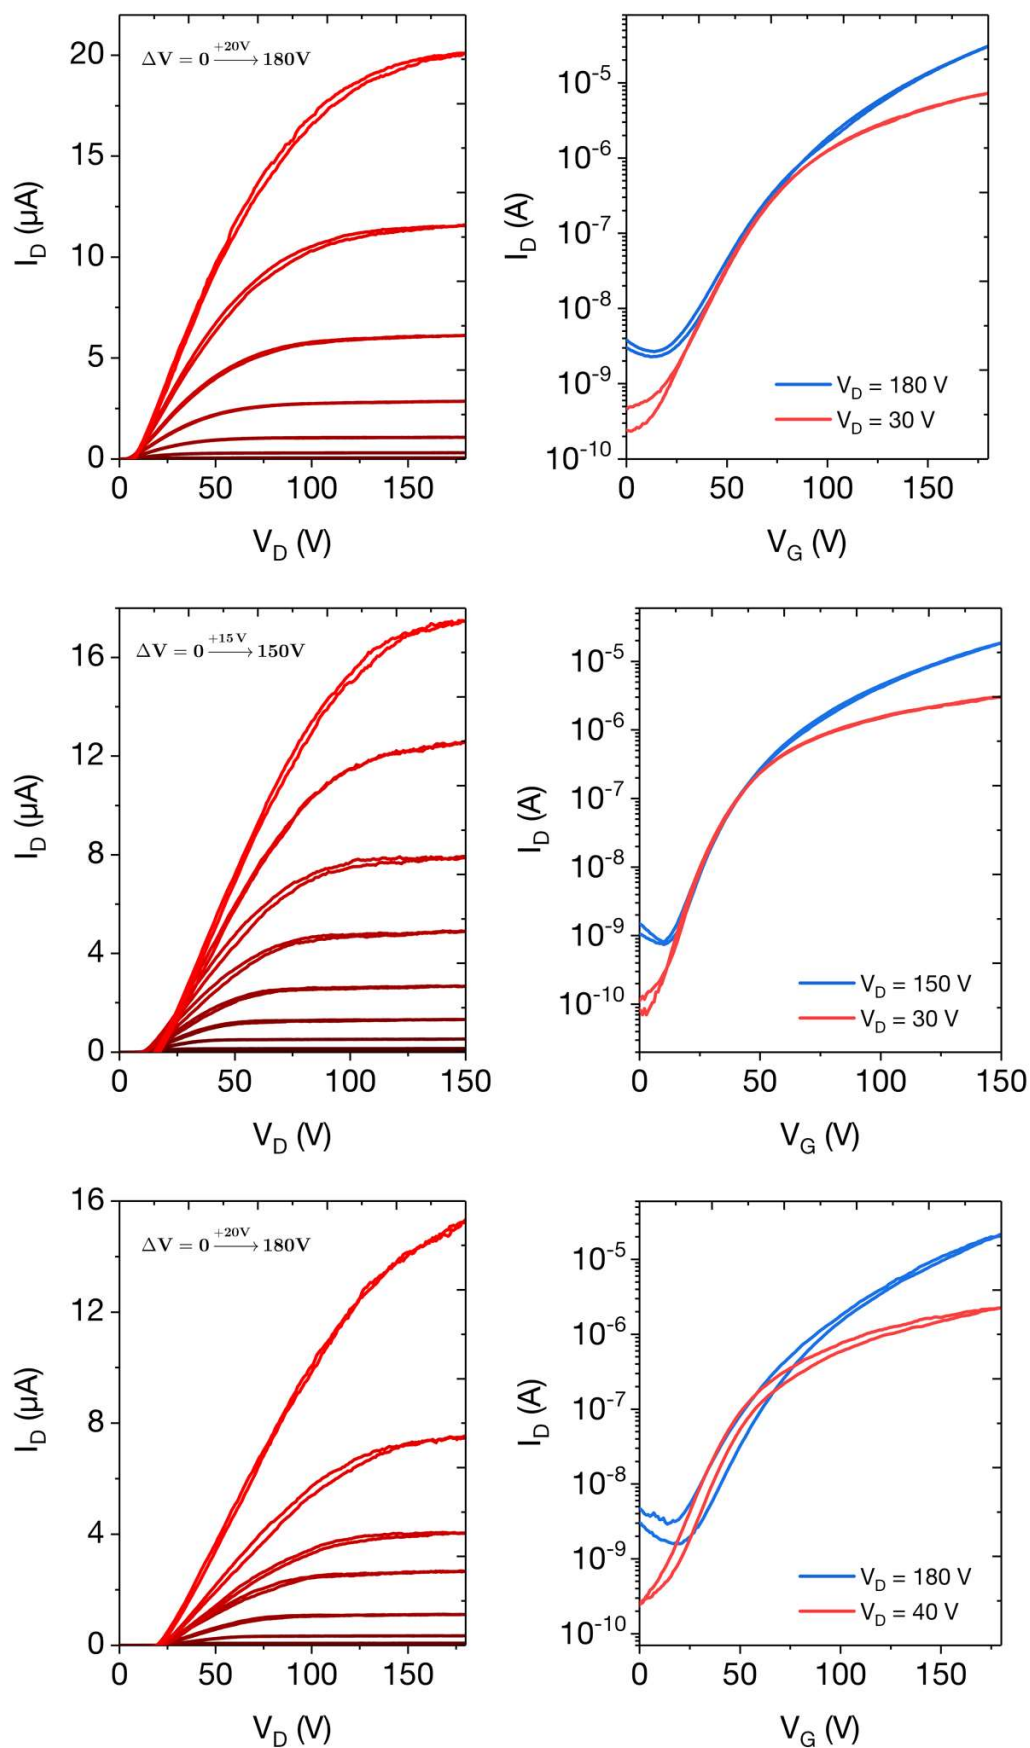 ΔV = 0 +20V⟶ 180V
20
15
10
5
0
I_D (µA)
0 50 100 150
V_D (V)
10^-5
10^-6
10^-7
10^-8
10^-9
10^-10
I_D (A)
V_D = 180 V
V_D = 30 V
0 50 100 150
V_G (V)
ΔV = 0 +15V⟶ 150V
16
12
8
4
0
I_D (µA)
0 50 100 150
V_D (V)
10^-5
10^-6
10^-7
10^-8
10^-9
10^-10
I_D (A)
V_D = 150 V
V_D = 30 V
0 50 100 150
V_G (V)
ΔV = 0 +20V⟶ 180V
16
12
8
4
0
I_D (µA)
0 50 100 150
V_D (V)
10^-5
10^-6
10^-7
10^-8
10^-9
10^-10
I_D (A)
V_D = 180 V
V_D = 40 V
0 50 100 150
V_G (V)